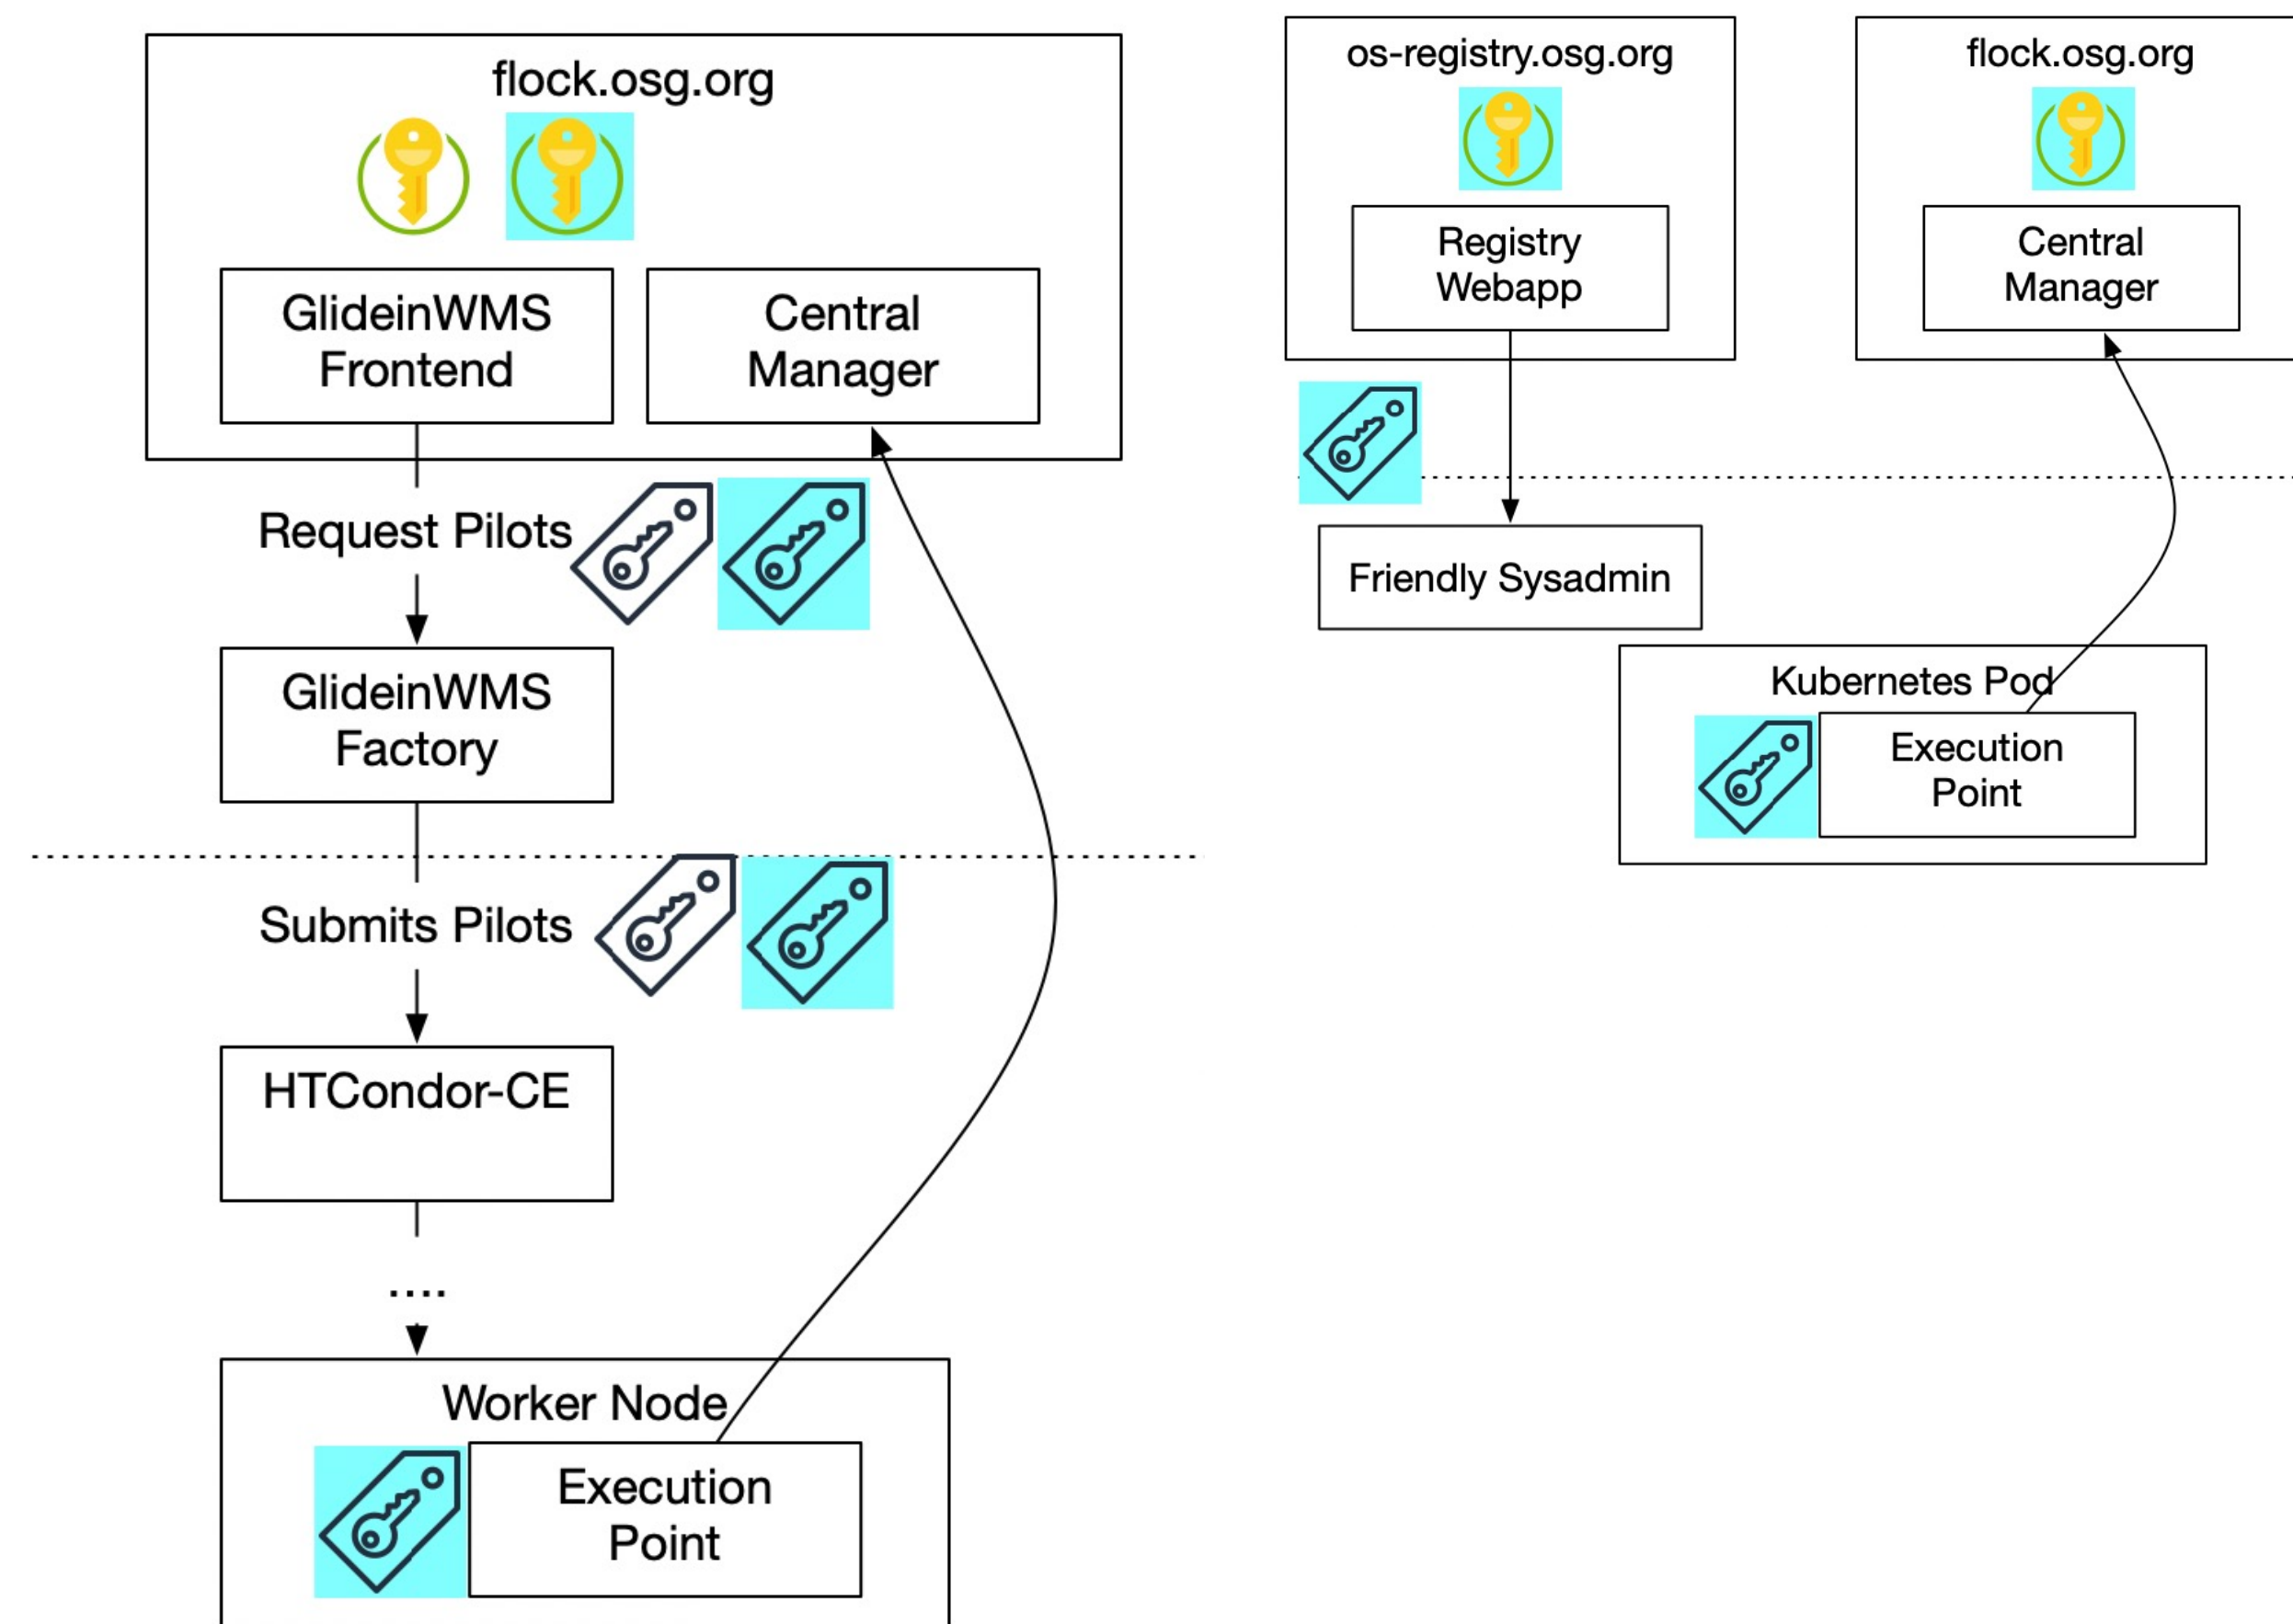 flock.osg.org
GlideinWMS
Frontend
Central
Manager
Request Pilots
GlideinWMS
Factory
Submits Pilots
HTCondor-CE
....
Worker Node
Execution
Point
os-registry.osg.org
Registry
Webapp
flock.osg.org
Central
Manager
Friendly Sysadmin
Kubernetes Pod
Execution
Point